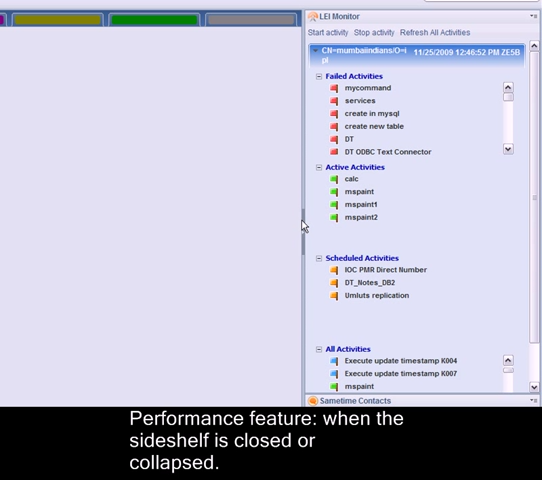 LEI Monitor
Start activity Stop activity Refresh All Activities
CN=mumbaiindians/O=i 11/25/2009 12:46:52 PM ZE5B
pl
Failed Activities
mycommand
services
create in mysql
create new table
DT
DT ODBC Text Connector
Active Activities
calc
mspaint
mspaint1
mspaint2
Scheduled Activities
IOC PMR Direct Number
DT_Notes_DB2
Umluts replication
All Activities
Execute update timestamp K004
Execute update timestamp K007
mspaint
Sametime Contacts
Performance feature: when the
sideshelf is closed or
collapsed.